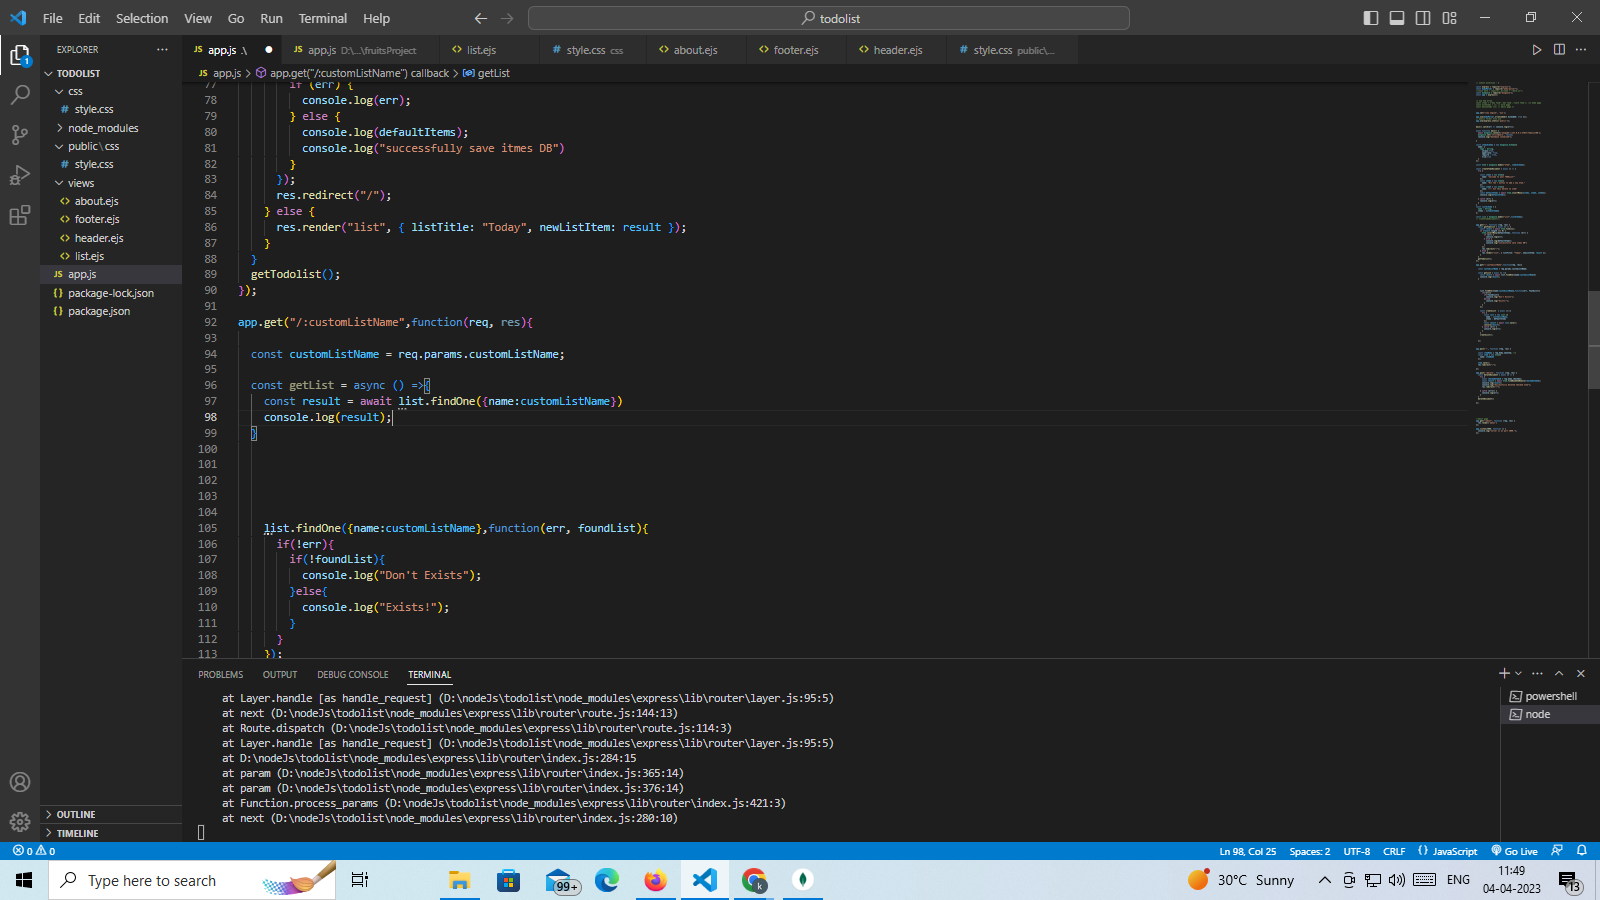 File Edit Selection View Go Run Terminal Help
todolist
EXPLORER
TODOLIST
css
style.css
node_modules
public\css
style.css
views
about.ejs
footer.ejs
header.ejs
list.ejs
JS app.js
{} package-lock.json
{} package.json
OUTLINE
TIMELINE
JS app.js .\
JS app.js D:\...\fruitsProject
list.ejs
# style.css css
about.ejs
footer.ejs
header.ejs
# style.css public\...
JS app.js > app.get("/:customListName") callback > getList
77 if (err) {
78 console.log(err);
79 } else {
80 console.log(defaultItems);
81 console.log("successfully save itmes DB")
82 }
83 });
84 res.redirect("/");
85 } else {
86 res.render("list", { listTitle: "Today", newListItem: result });
87 }
88 }
89 getTodolist();
90 });
91
92 app.get("/:customListName",function(req, res){
93
94 const customListName = req.params.customListName;
95
96 const getList = async () =>{
97 const result = await list.findOne({name:customListName})
98 console.log(result);
99 }
100
101
102
103
104
105 list.findOne({name:customListName},function(err, foundList){
106 if(!err){
107 if(!foundList){
108 console.log("Don't Exists");
109 }else{
110 console.log("Exists!");
111 }
112 }
113 });
PROBLEMS OUTPUT DEBUG CONSOLE TERMINAL
at Layer.handle [as handle_request] (D:\nodeJs\todolist\node_modules\express\lib\router\layer.js:95:5)
at next (D:\nodeJs\todolist\node_modules\express\lib\router\route.js:144:13)
at Route.dispatch (D:\nodeJs\todolist\node_modules\express\lib\router\route.js:114:3)
at Layer.handle [as handle_request] (D:\nodeJs\todolist\node_modules\express\lib\router\layer.js:95:5)
at D:\nodeJs\todolist\node_modules\express\lib\router\index.js:284:15
at param (D:\nodeJs\todolist\node_modules\express\lib\router\index.js:365:14)
at param (D:\nodeJs\todolist\node_modules\express\lib\router\index.js:376:14)
at Function.process_params (D:\nodeJs\todolist\node_modules\express\lib\router\index.js:421:3)
at next (D:\nodeJs\todolist\node_modules\express\lib\router\index.js:280:10)
powershell
node
0 0
Ln 98, Col 25 Spaces: 2 UTF-8 CRLF {} JavaScript Go Live
Type here to search
99+
30°C Sunny
ENG
11:49
04-04-2023
13